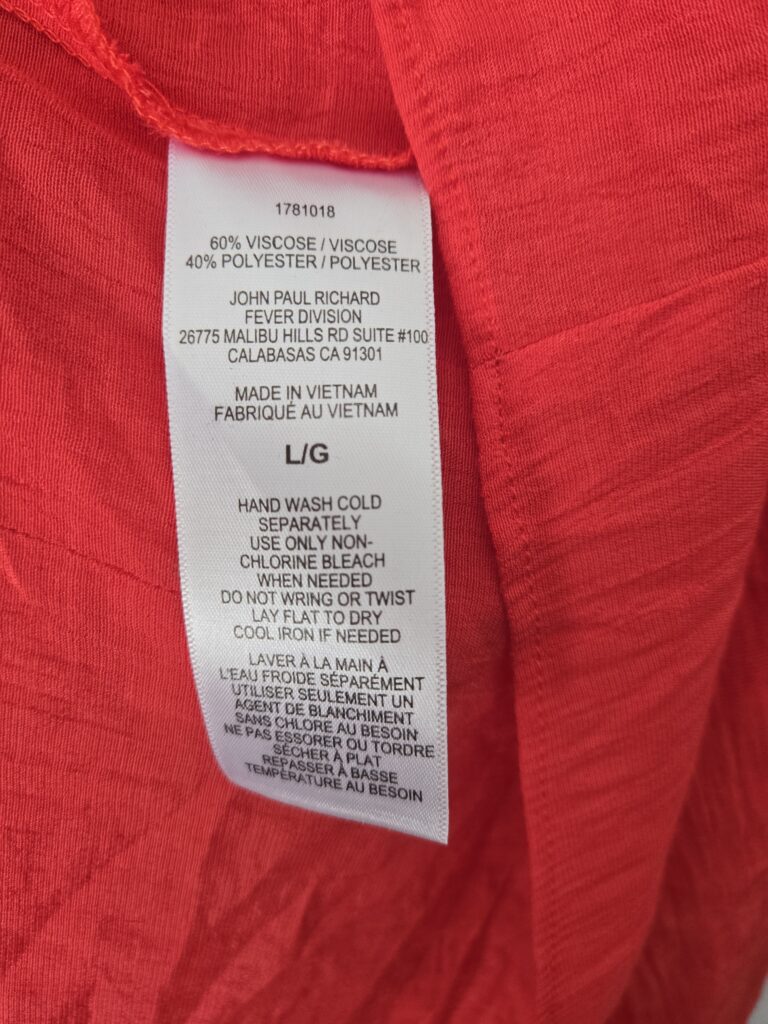 1781018
60% VISCOSE / VISCOSE
40% POLYESTER / POLYESTER
JOHN PAUL RICHARD
FEVER DIVISION
26775 MALIBU HILLS RD SUITE #100
CALABASAS CA 91301
MADE IN VIETNAM
FABRIQUÉ AU VIETNAM
L/G
HAND WASH COLD
SEPARATELY
USE ONLY NON-
CHLORINE BLEACH
WHEN NEEDED
DO NOT WRING OR TWIST
LAY FLAT TO DRY
COOL IRON IF NEEDED
LAVER À LA MAIN À
L'EAU FROIDE SÉPARÉMENT
UTILISER SEULEMENT UN
AGENT DE BLANCHIMENT
SANS CHLORE AU BESOIN
NE PAS ESSORER OU TORDRE
SÉCHER À PLAT
REPASSER À BASSE
TEMPÉRATURE AU BESOIN